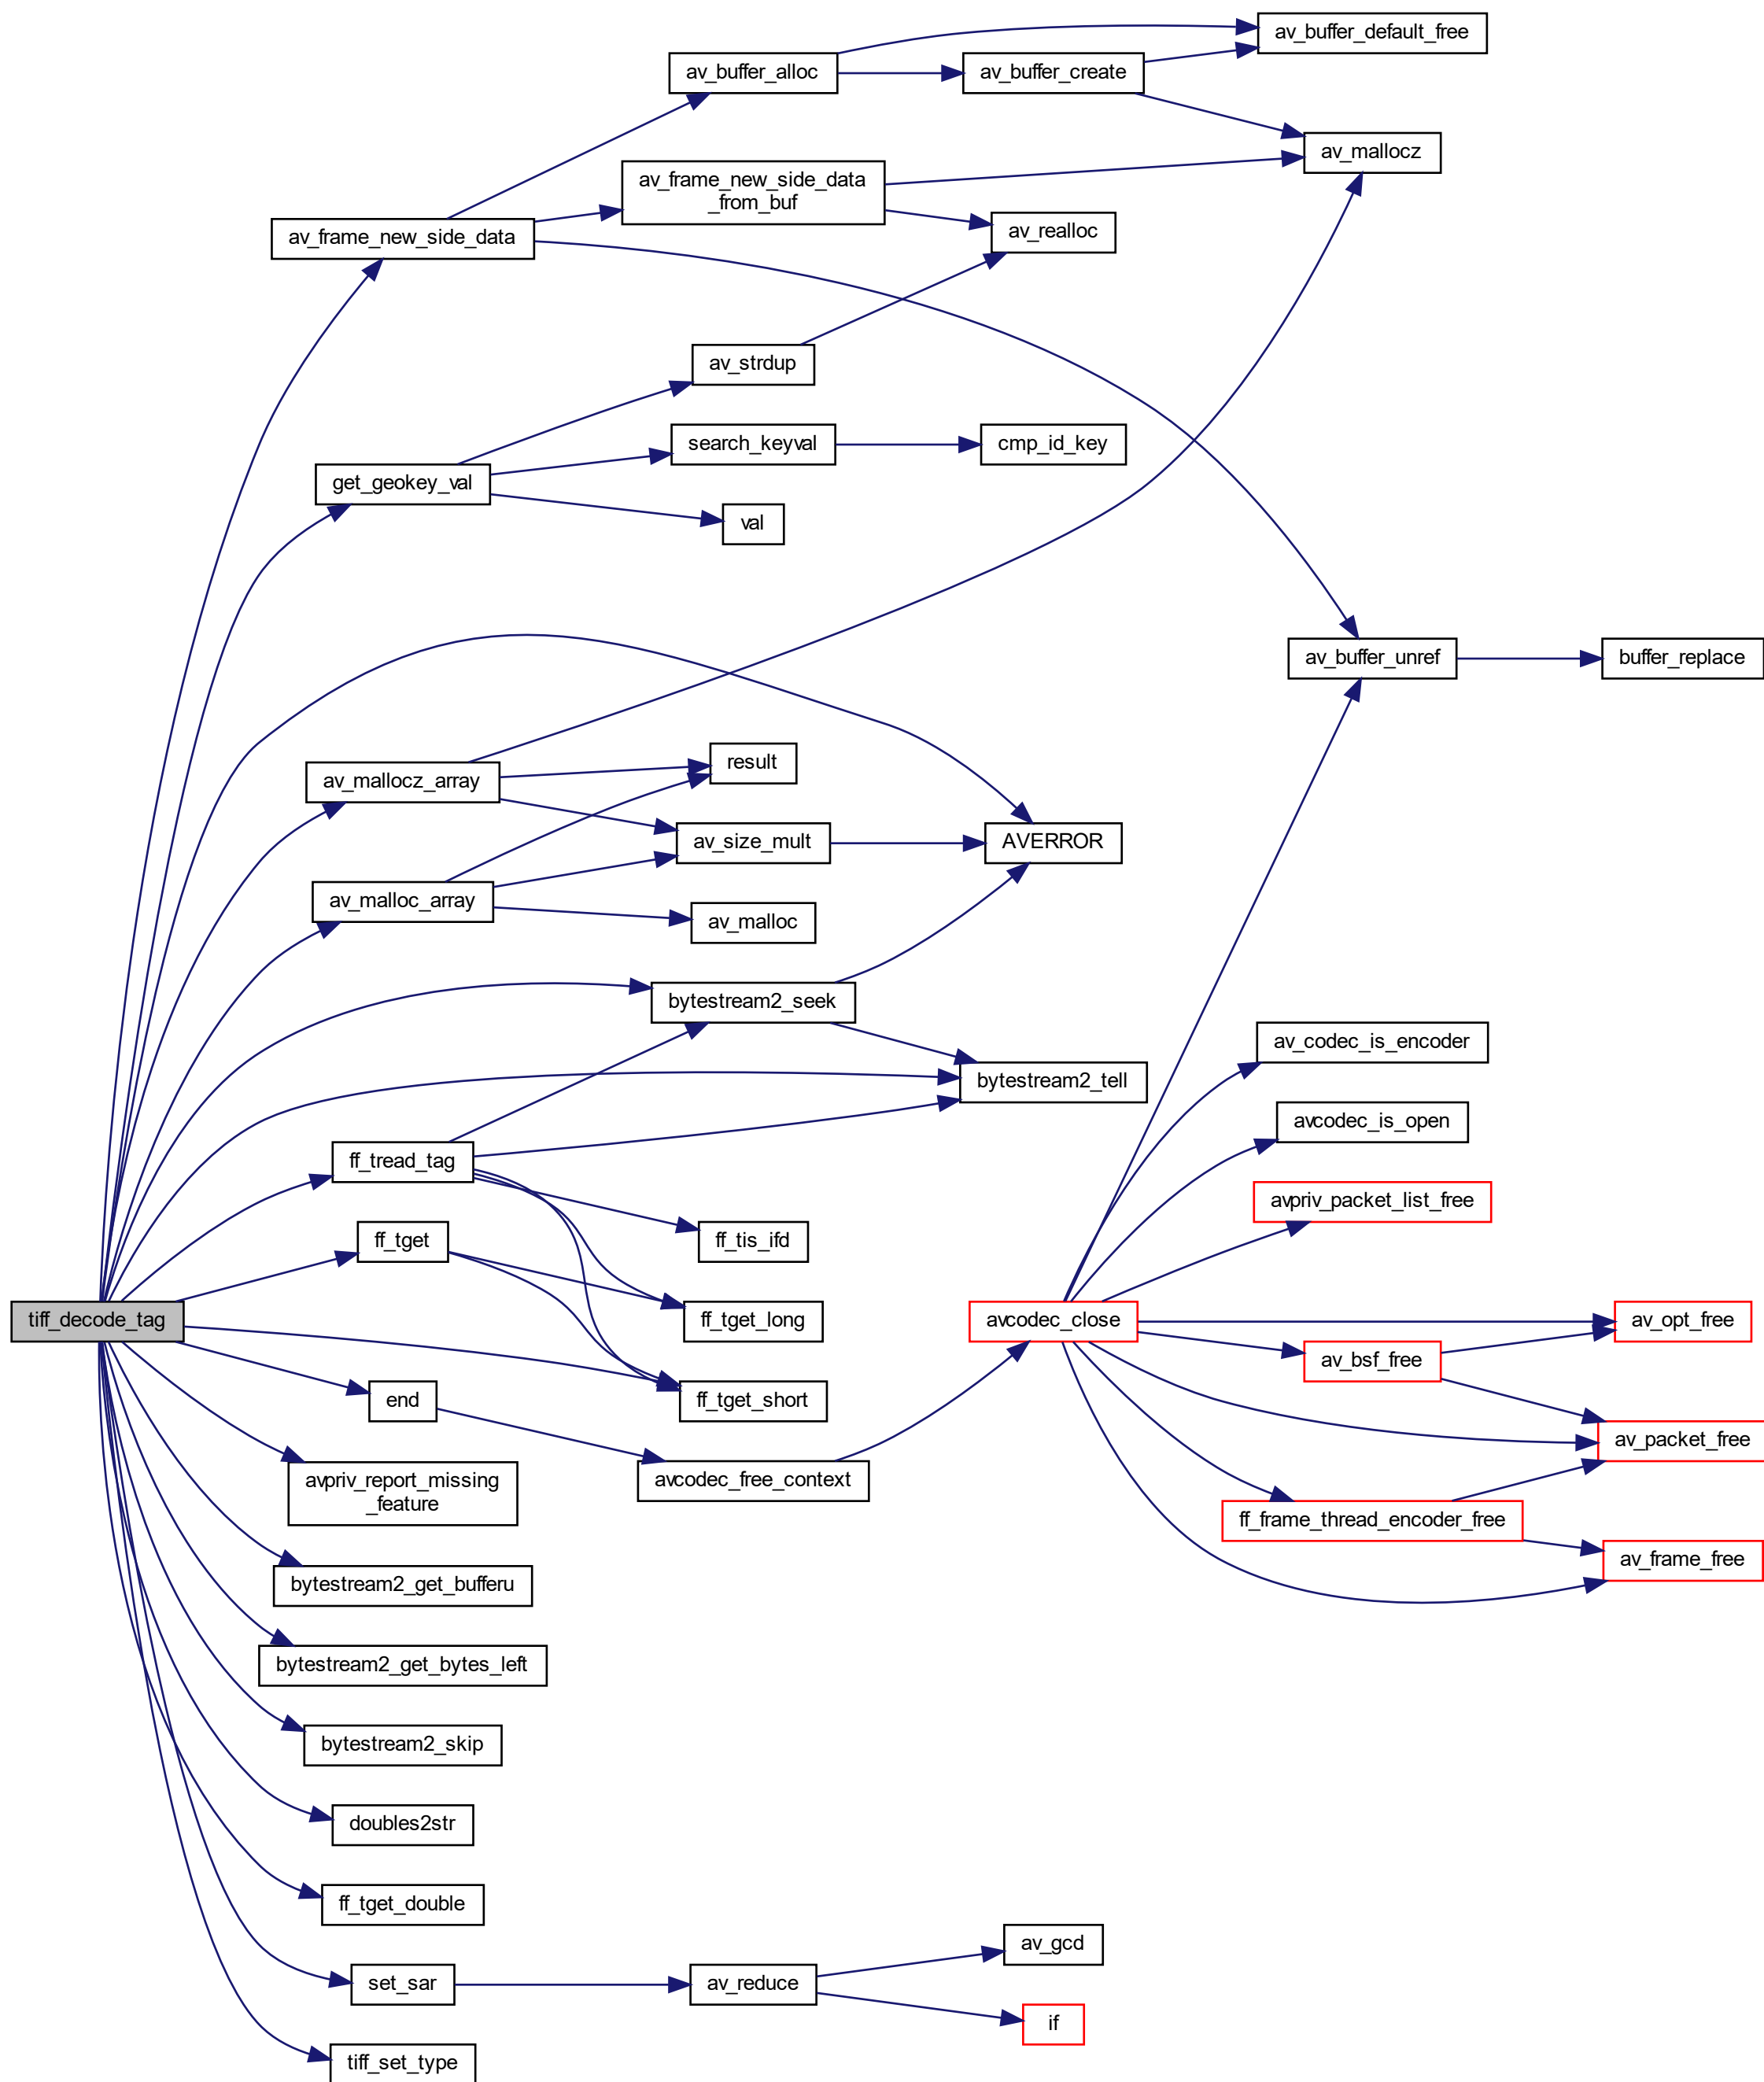 av_buffer_default_free
av_buffer_alloc
av_buffer_create
av_mallocz
av_frame_new_side_data
_from_buf
av_realloc
av_frame_new_side_data
av_strdup
search_keyval
cmp_id_key
get_geokey_val
val
av_buffer_unref
buffer_replace
result
av_mallocz_array
av_size_mult
AVERROR
av_malloc_array
av_malloc
bytestream2_seek
av_codec_is_encoder
bytestream2_tell
avcodec_is_open
ff_tread_tag
avpriv_packet_list_free
ff_tget
ff_tis_ifd
tiff_decode_tag
ff_tget_long
avcodec_close
av_opt_free
av_bsf_free
end
ff_tget_short
av_packet_free
avpriv_report_missing
_feature
avcodec_free_context
ff_frame_thread_encoder_free
av_frame_free
bytestream2_get_bufferu
bytestream2_get_bytes_left
bytestream2_skip
doubles2str
ff_tget_double
av_gcd
set_sar
av_reduce
if
tiff_set_type